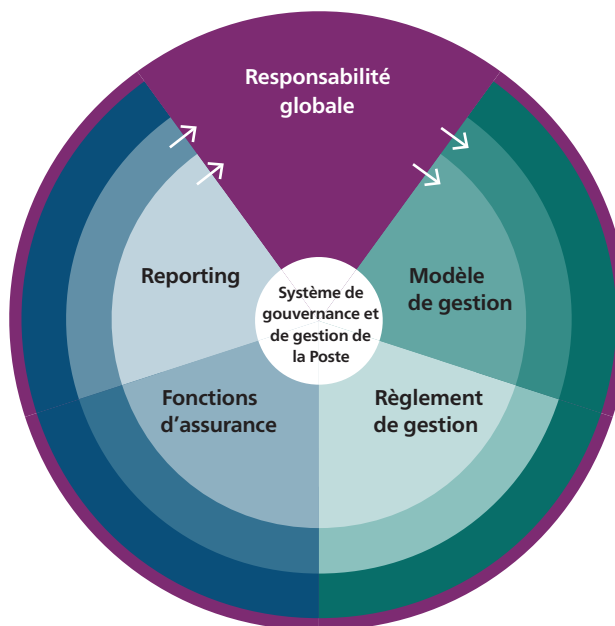 Responsabilité
globale
Reporting
Modèle
de gestion
Système de
gouvernance et
de gestion de
la Poste
Fonctions
d'assurance
Règlement
de gestion